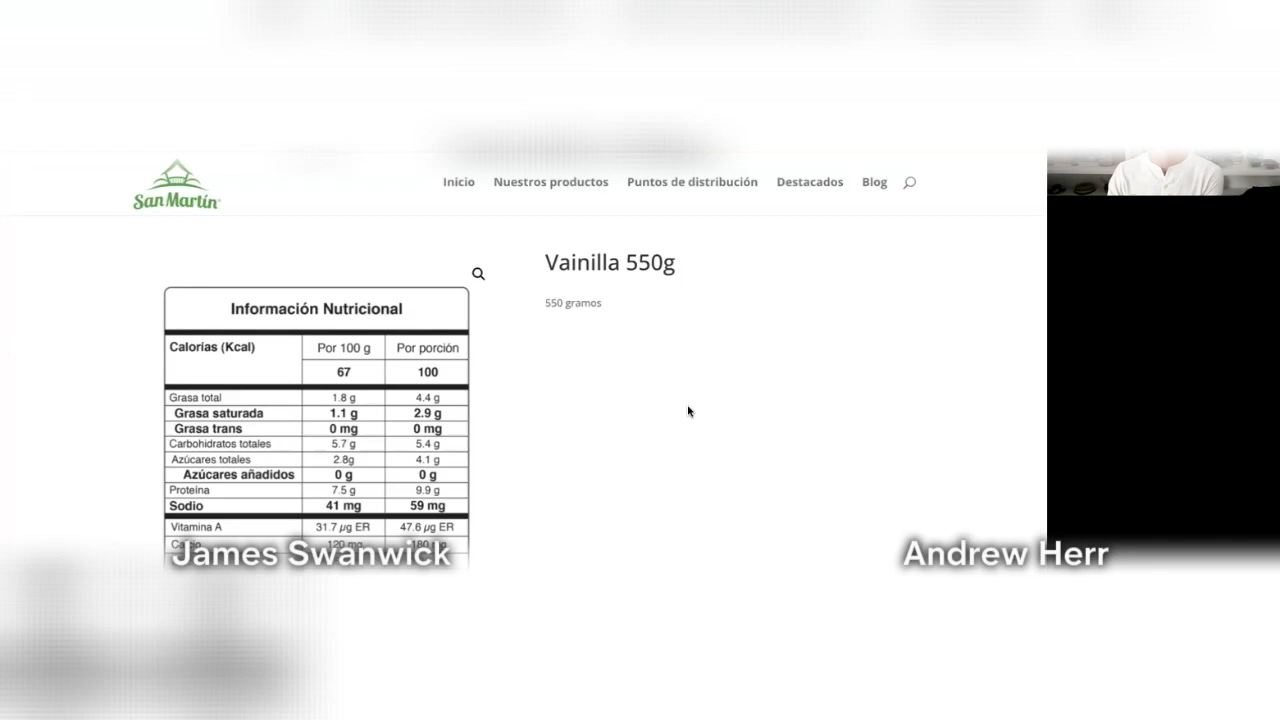 San Martín
Inicio Nuestros productos Puntos de distribución Destacados Blog
Vainilla 550g
550 gramos
Información Nutricional
Calorías (Kcal) Por 100 g Por porción
67 100
Grasa total 1.8 g 4.4 g
Grasa saturada 1.1 g 2.9 g
Grasa trans 0 mg 0 mg
Carbohidratos totales 5.7 g 5.4 g
Azúcares totales 2.8g 4.1 g
Azúcares añadidos 0 g 0 g
Proteína 7.5 g 9.9 g
Sodio 41 mg 59 mg
Vitamina A 31.7 µg ER 47.6 µg ER
120 mg 180
James Swanwick
Andrew Herr